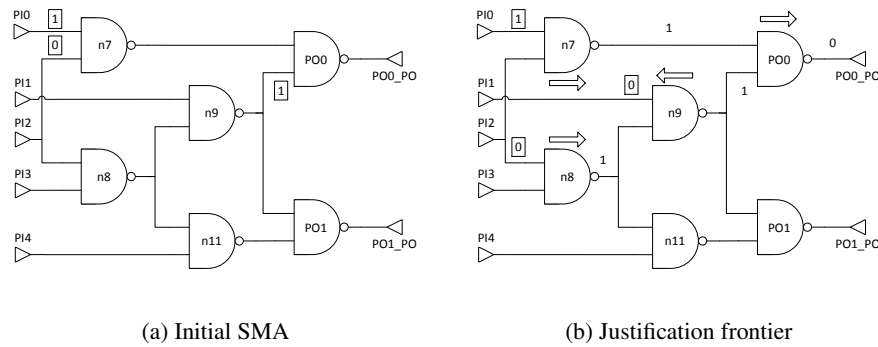 PI0
1
0
n7
PO0
PO0_PO
PI1
1
n9
PI2
PI3
n8
PO1
PO1_PO
PI4
n11
(a) Initial SMA
PI0
1
n7
1
PO0
0
PO0_PO
PI1
0
n9
1
PI2
0
PI3
n8
1
PO1
PO1_PO
PI4
n11
(b) Justification frontier